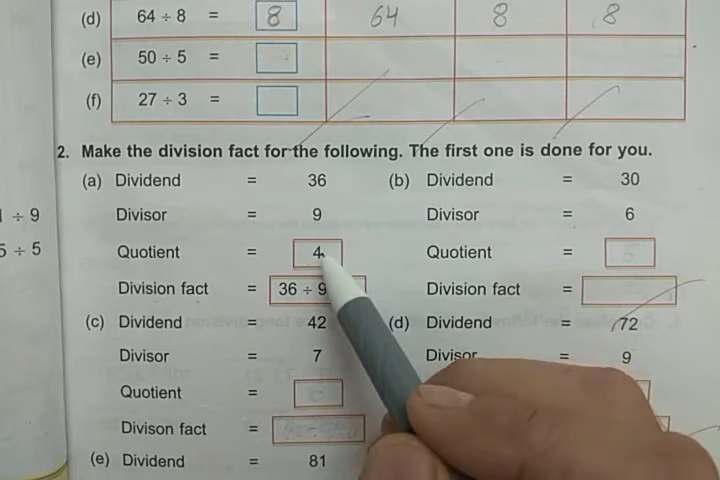 (d) 64 ÷ 8 = 8 64 8 8
(e) 50 ÷ 5 =
(f) 27 ÷ 3 =
2. Make the division fact for the following. The first one is done for you.
(a) Dividend = 36 (b) Dividend = 30
÷ 9 Divisor = 9 Divisor = 6
5 ÷ 5 Quotient = 4 Quotient =
Division fact = 36 ÷ 9 Division fact =
(c) Dividend = 42 (d) Dividend = 72
Divisor = 7 Divisor = 9
Quotient =
Divison fact =
(e) Dividend = 81